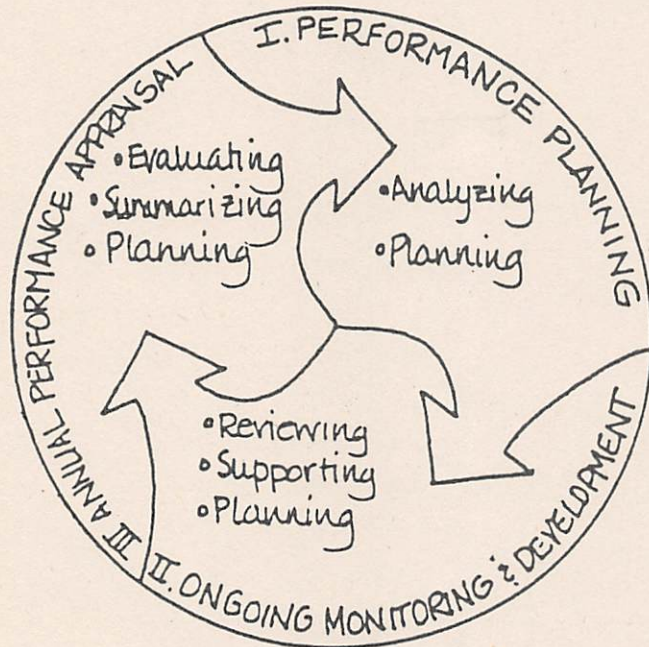 I. PERFORMANCE PLANNING
• Analyzing
• Planning
II. ONGOING MONITORING & DEVELOPMENT
• Reviewing
• Supporting
• Planning
III ANNUAL PERFORMANCE APPRAISAL
• Evaluating
• Summarizing
• Planning